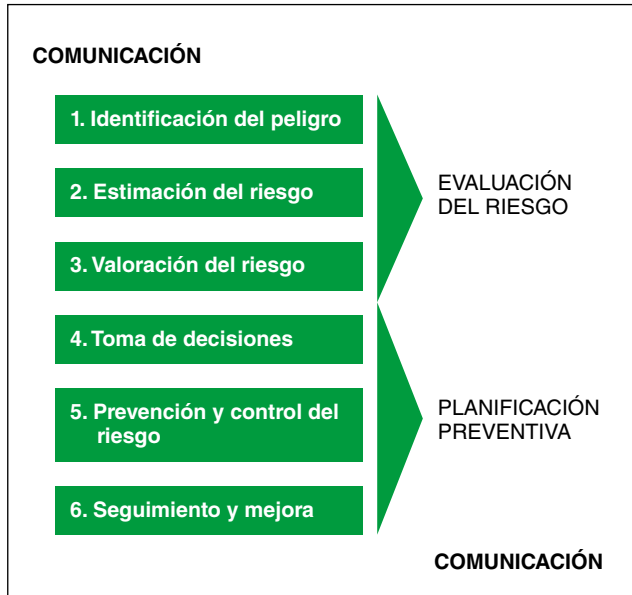 COMUNICACIÓN
1. Identificación del peligro
2. Estimación del riesgo
3. Valoración del riesgo
EVALUACIÓN
DEL RIESGO
4. Toma de decisiones
5. Prevención y control del
riesgo
6. Seguimiento y mejora
PLANIFICACIÓN
PREVENTIVA
COMUNICACIÓN